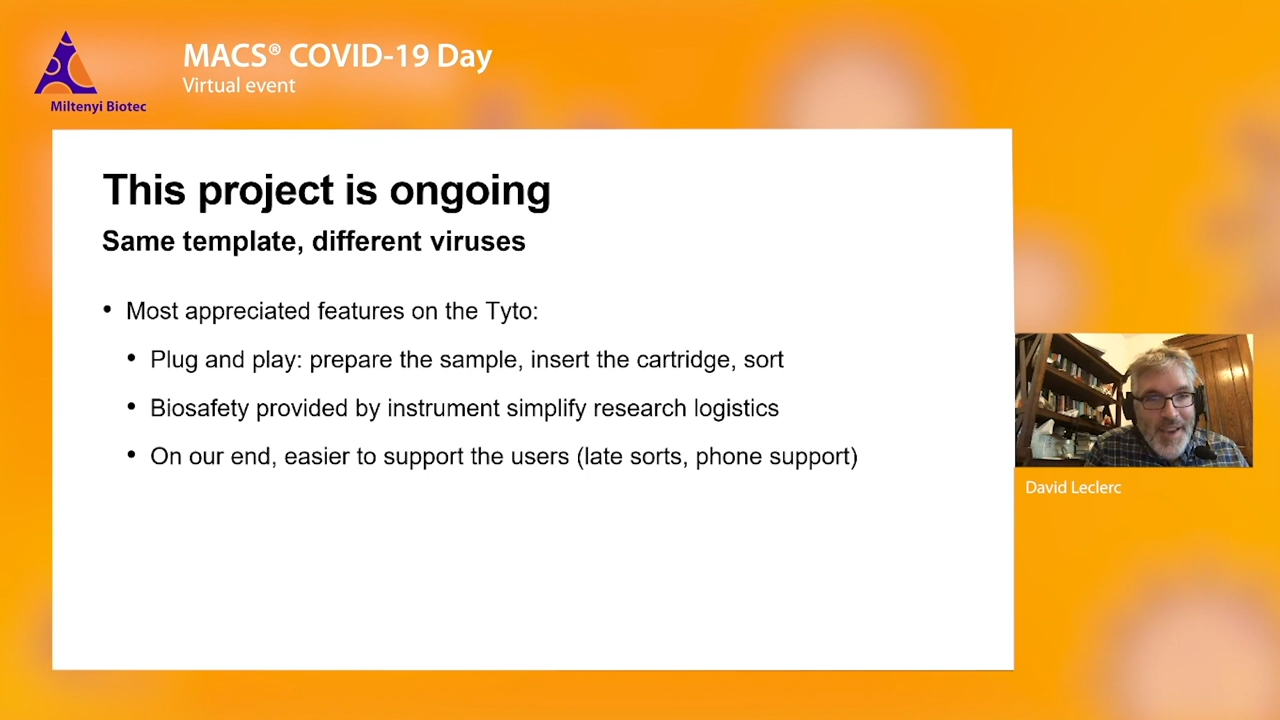 MACS® COVID-19 Day
Virtual event
Miltenyi Biotec
This project is ongoing
Same template, different viruses
• Most appreciated features on the Tyto:
• Plug and play: prepare the sample, insert the cartridge, sort
• Biosafety provided by instrument simplify research logistics
• On our end, easier to support the users (late sorts, phone support)
David Leclerc